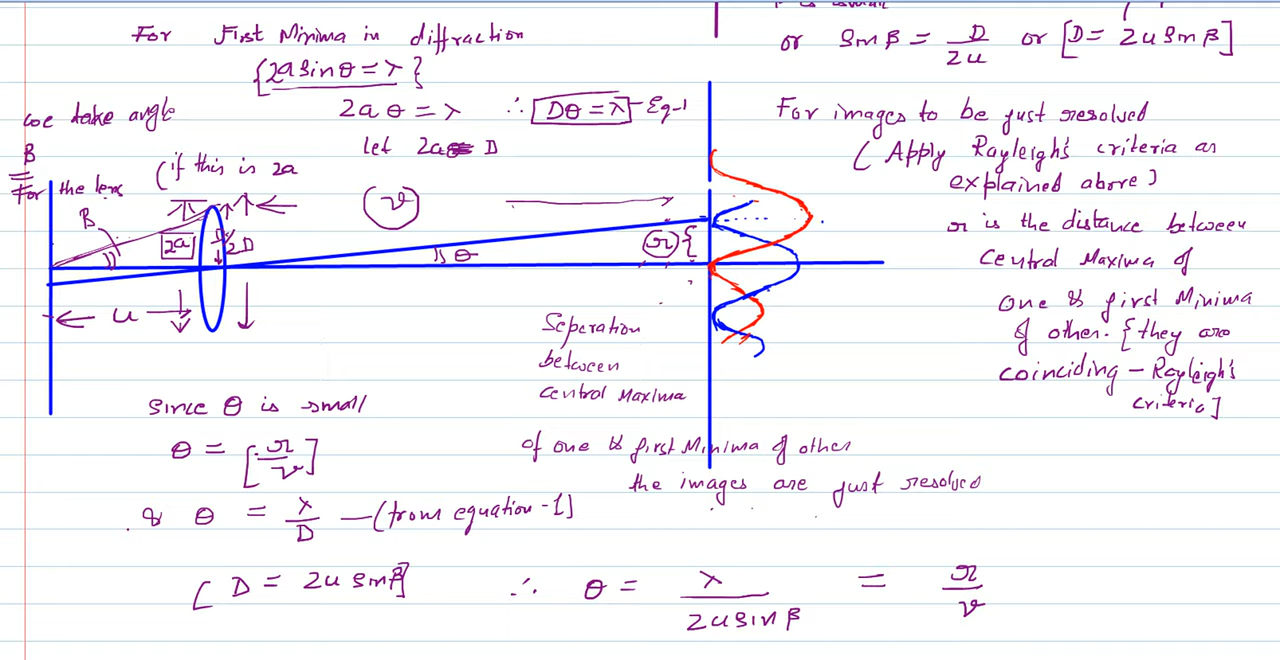 For First Minima in diffraction
{2a sin θ = λ}
2a θ = λ ∴ [Dθ = λ] - Eq-1
let 2a = D
we take angle
B
For the lens
(if this is 2a
B
2a
D/2
D
v
θ
r {
u
Separation
between
central Maxima
of one & first Minima of other
the images are just resolved
Since θ is small
θ = [r/v]
& θ = λ/D —(from equation-1]
[D = 2u sin β] ∴ θ = λ/(2u sin β) = r/v
or sin β = D/2u or [D = 2u sin β]
For images to be just resolved
( Apply Rayleigh's criteria as
explained above)
r is the distance between
central Maxima of
one & first Minima
of other. {they are
coinciding – Rayleigh's
criteria]